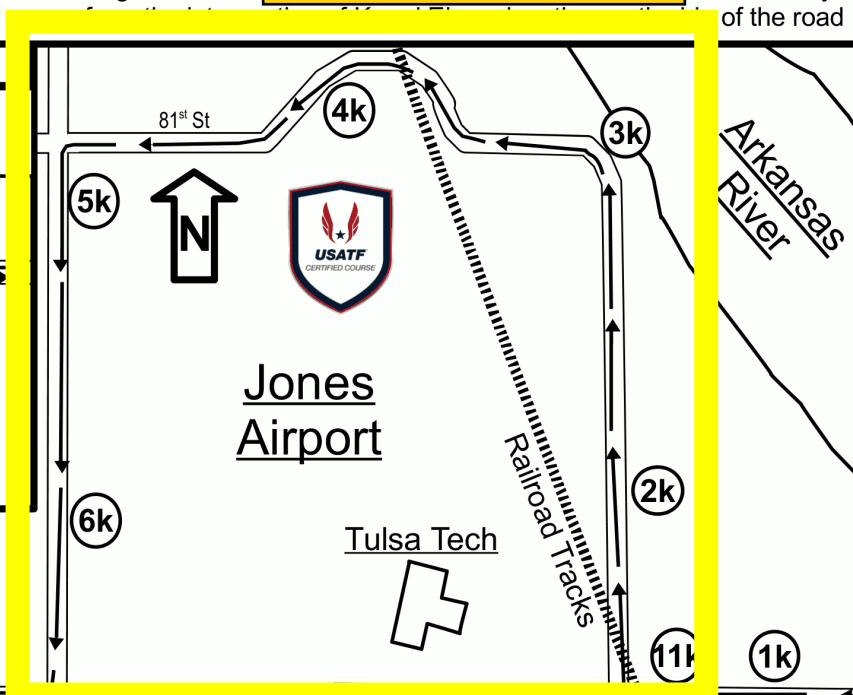 of the road
4k
81st St
3k
Arkansas
River
5k
N
USATF
CERTIFIED COURSE
Jones
Airport
Railroad Tracks
2k
6k
Tulsa Tech
11k
1k